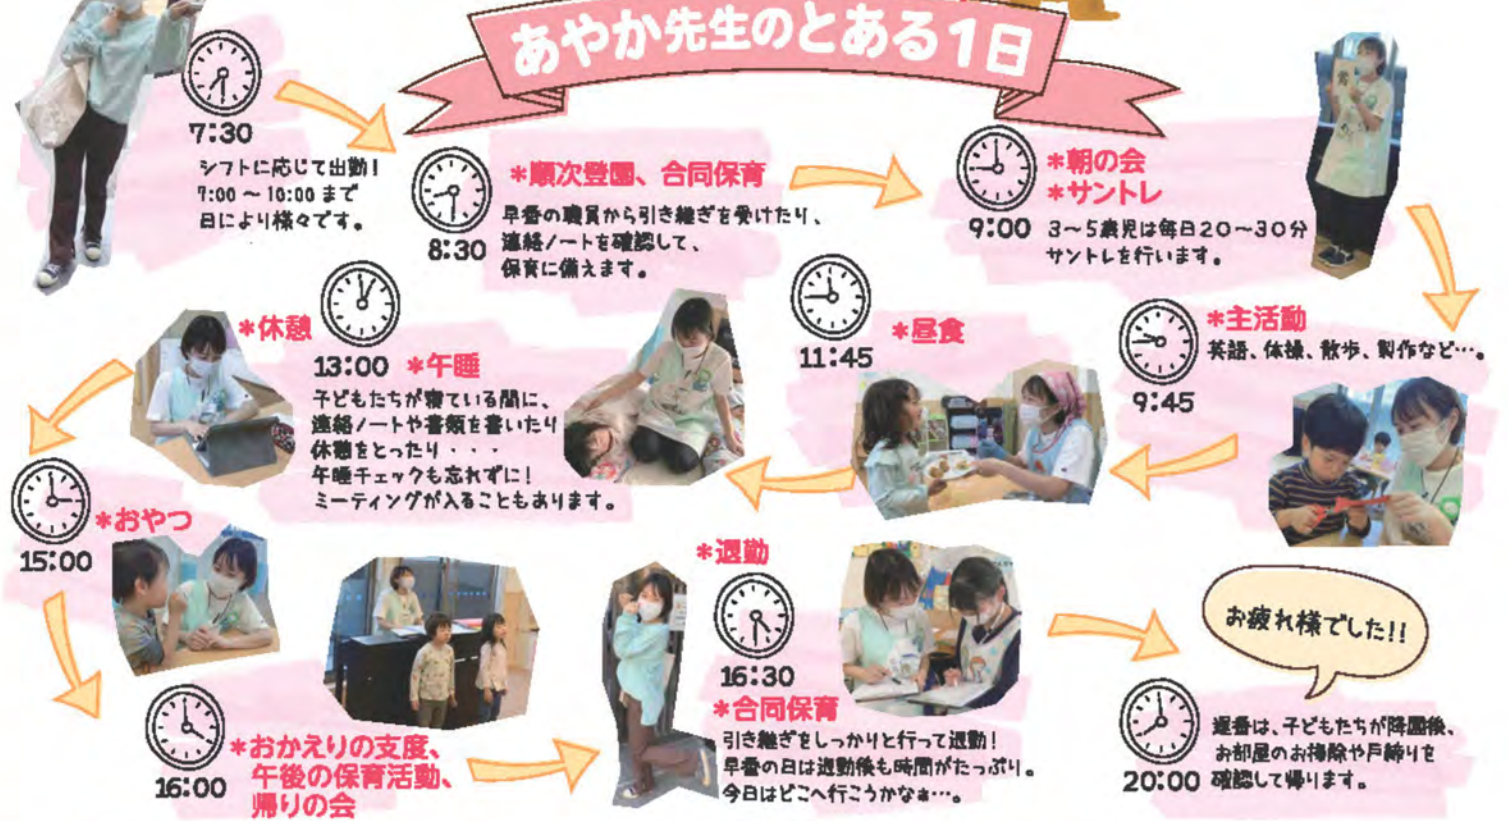 あやか先生のとある1日
7:30
シフトに応じて出勤!
7:00〜10:00まで
日により様々です。
8:30
*順次登園、合同保育
早番の職員から引き継ぎを受けたり、
連絡ノートを確認して、
保育に備えます。
9:00
*朝の会
*サントレ
3〜5歳児は毎日20〜30分
サントレを行います。
9:45
*主活動
英語、体操、散歩、製作など…。
11:45
*昼食
13:00
*休憩
*午睡
子どもたちが寝ている間に、
連絡ノートや書類を書いたり
休憩をとったり・・・
午睡チェックも忘れずに!
ミーティングが入ることもあります。
15:00
*おやつ
16:00
*おかえりの支度、
午後の保育活動、
帰りの会
*退勤
16:30
*合同保育
引き継ぎをしっかりと行って退勤!
早番の日は退勤後も時間がたっぷり。
今日はどこへ行こうかなぁ…。
お疲れ様でした!!
20:00
遅番は、子どもたちが降園後、
お部屋のお掃除や戸締りを
確認して帰ります。